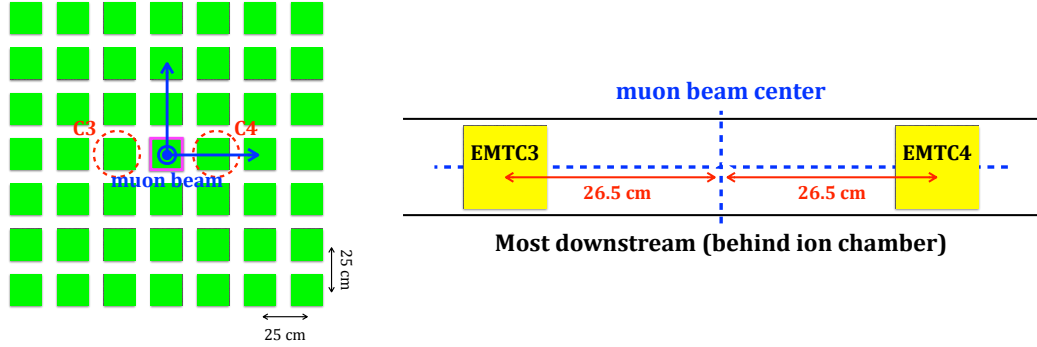 C3
C4
muon beam
25 cm
25 cm
muon beam center
EMTC3
EMTC4
26.5 cm
26.5 cm
Most downstream (behind ion chamber)